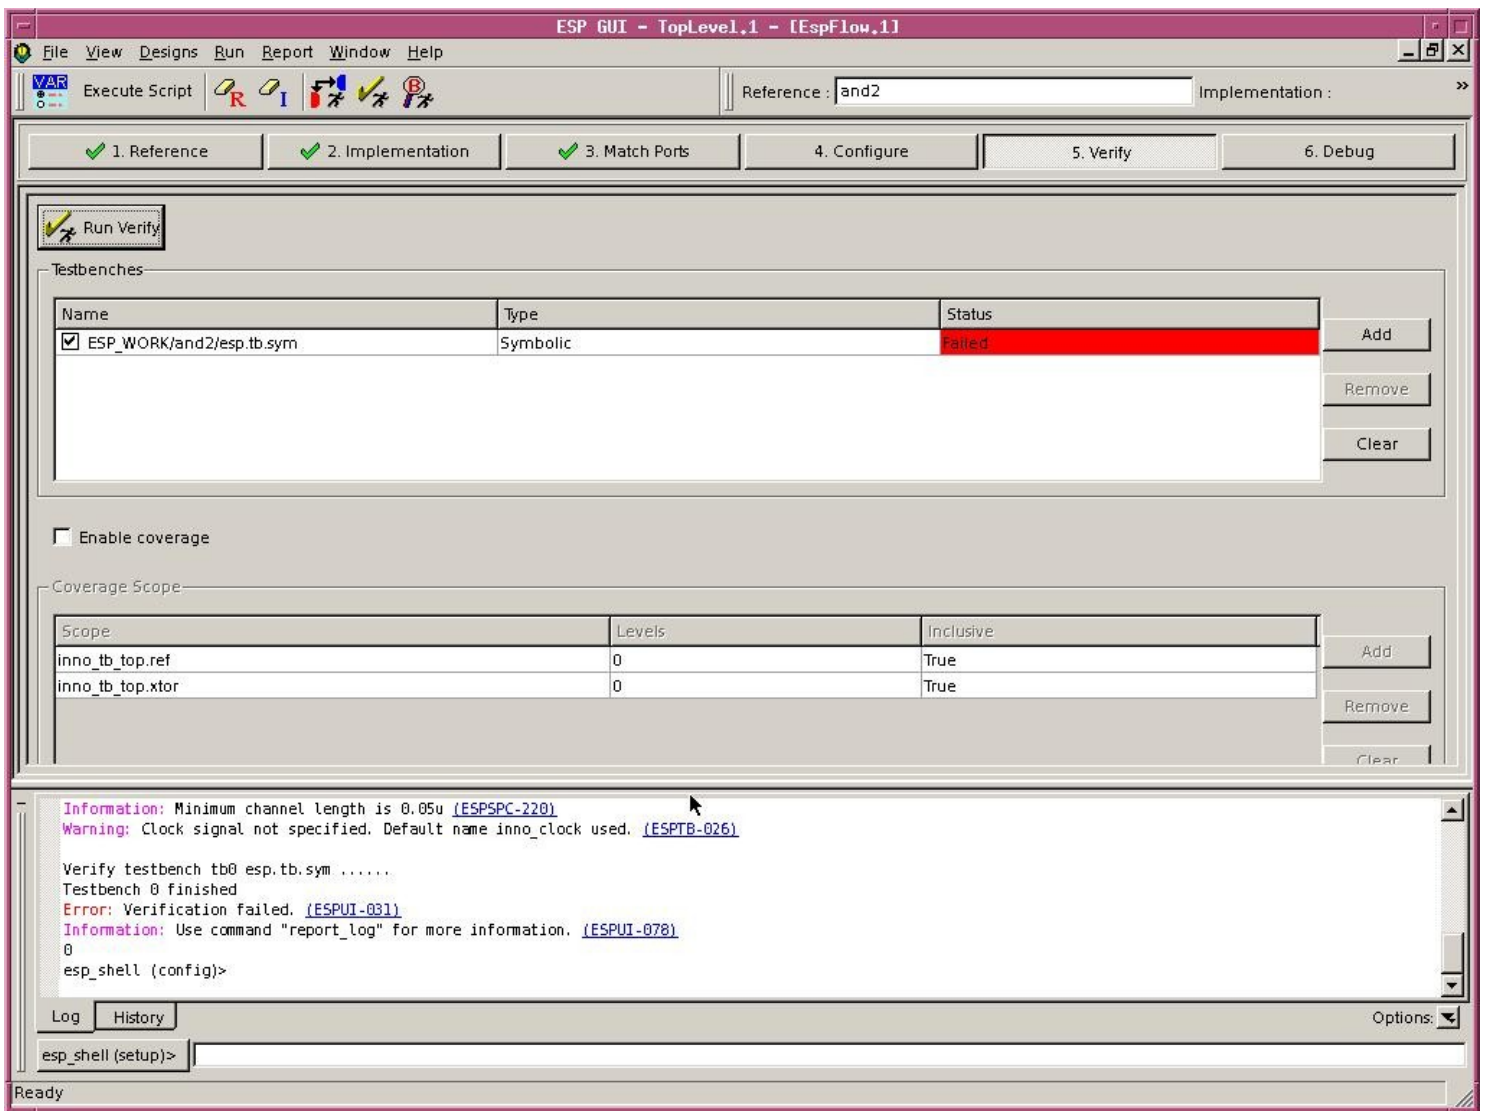 ESP GUI - TopLevel.1 - [EspFlow.1]
File View Designs Run Report Window Help
VAR Execute Script R I B Reference : and2 Implementation : »
1. Reference 2. Implementation 3. Match Ports 4. Configure 5. Verify 6. Debug
Run Verify
Testbenches
Name Type Status
ESP_WORK/and2/esp.tb.sym Symbolic Failed
Add
Remove
Clear
Enable coverage
Coverage Scope
Scope Levels Inclusive
inno_tb_top.ref 0 True
inno_tb_top.xtor 0 True
Add
Remove
Clear
Information: Minimum channel length is 0.05u (ESPSPC-220)
Warning: Clock signal not specified. Default name inno_clock used. (ESPTB-026)
Verify testbench tb0 esp.tb.sym ......
Testbench 0 finished
Error: Verification failed. (ESPUI-031)
Information: Use command "report_log" for more information. (ESPUI-078)
0
esp_shell (config)>
Log History Options:
esp_shell (setup)>
Ready